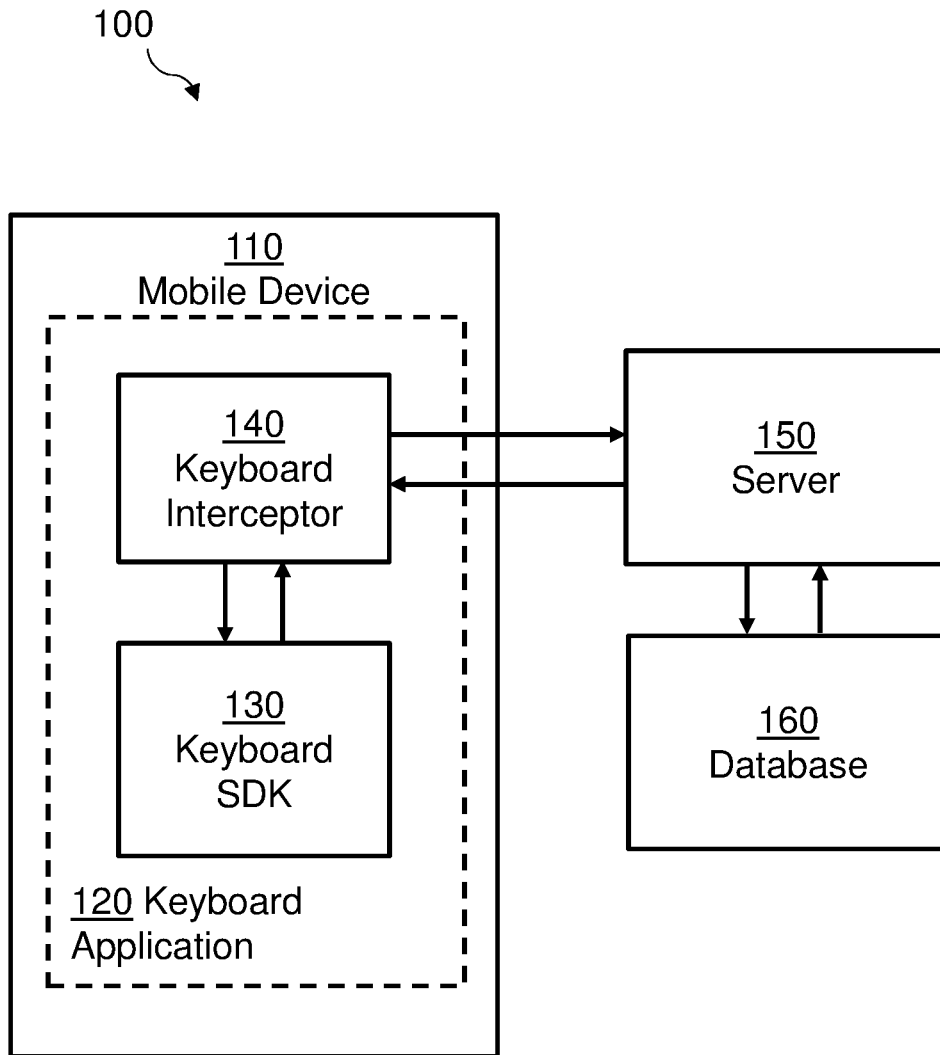 100
110
Mobile Device
140
Keyboard
Interceptor
150
Server
130
Keyboard
SDK
160
Database
120 Keyboard
Application